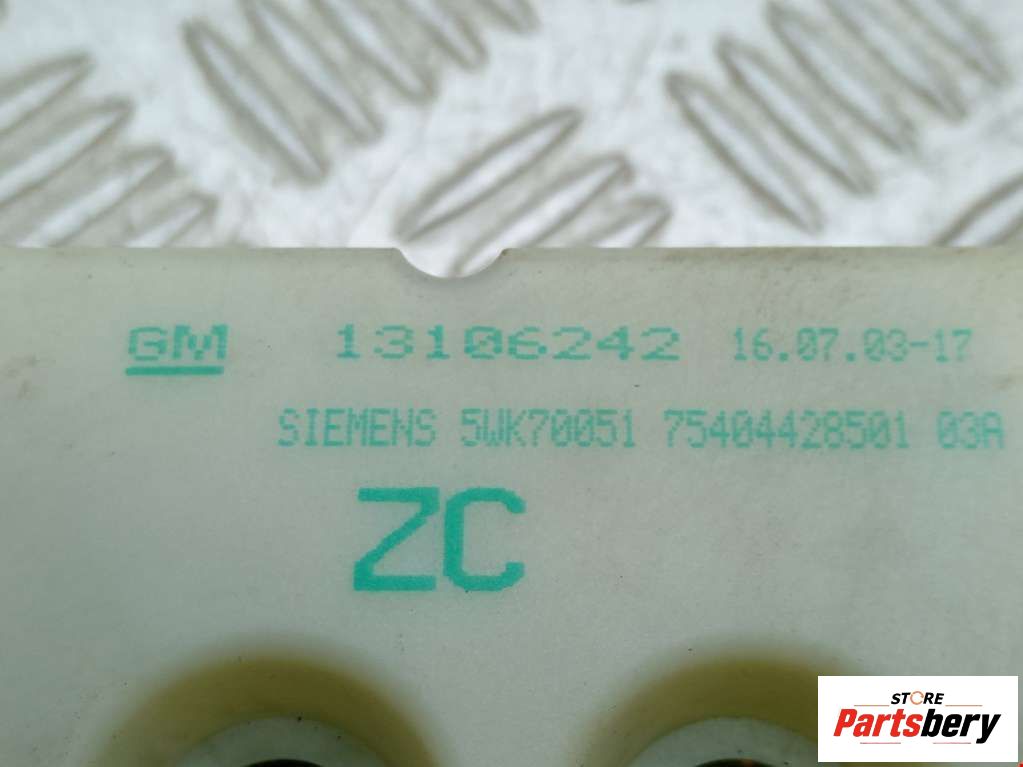 GM 13106242 16.07.03-17
SIEMENS 5WK70051 75404428501 03A
ZC
STORE
Partsbery